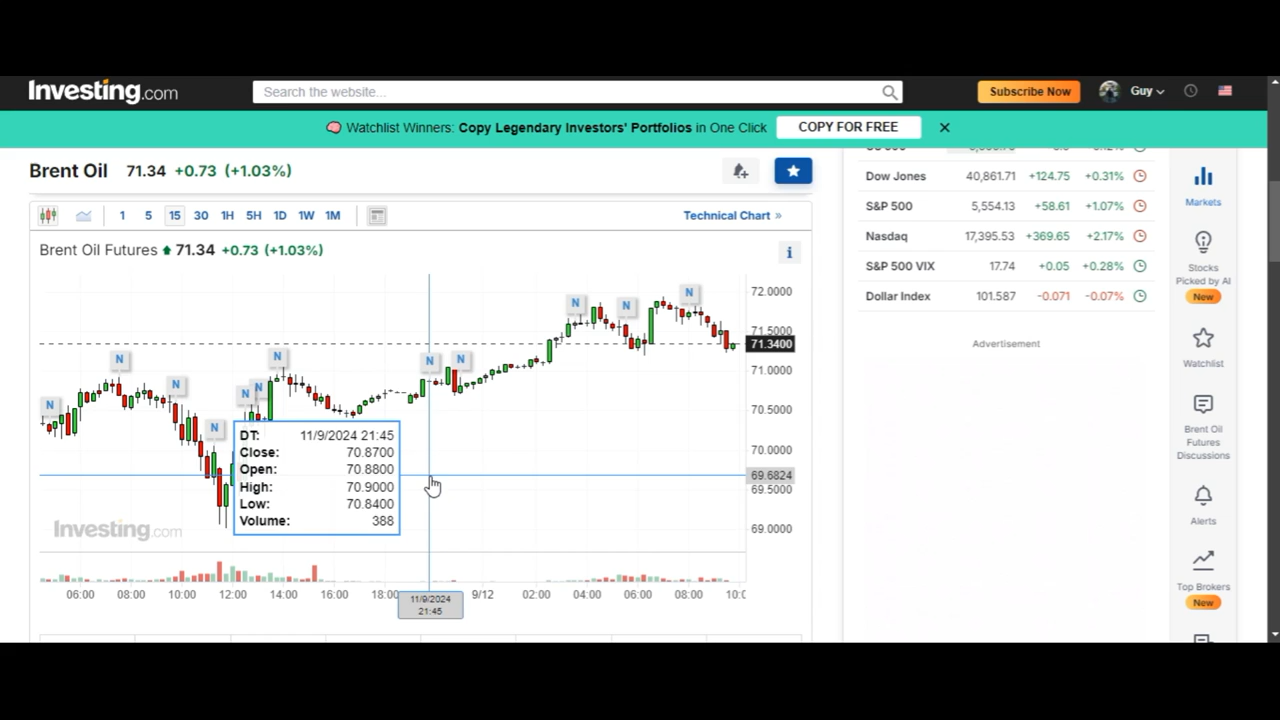 Investing.com
Search the website...
Subscribe Now
Guy
Watchlist Winners: Copy Legendary Investors' Portfolios in One Click
COPY FOR FREE
Brent Oil 71.34 +0.73 (+1.03%)
1 5 15 30 1H 5H 1D 1W 1M
Technical Chart »
Brent Oil Futures 71.34 +0.73 (+1.03%)
i
N N N N N N N N N N N N
72.0000
71.5000
71.3400
71.0000
70.5000
70.0000
69.6824
69.5000
69.0000
DT: 11/9/2024 21:45
Close: 70.8700
Open: 70.8800
High: 70.9000
Low: 70.8400
Volume: 388
Investing.com
06:00 08:00 10:00 12:00 14:00 16:00 18:00 9/12 02:00 04:00 06:00 08:00
11/9/2024
21:45
Dow Jones 40,861.71 +124.75 +0.31%
S&P 500 5,554.13 +58.61 +1.07%
Nasdaq 17,395.53 +369.65 +2.17%
S&P 500 VIX 17.74 +0.05 +0.28%
Dollar Index 101.587 -0.071 -0.07%
Advertisement
Markets
Stocks
Picked by AI
New
Watchlist
Brent Oil
Futures
Discussions
Alerts
Top Brokers
New